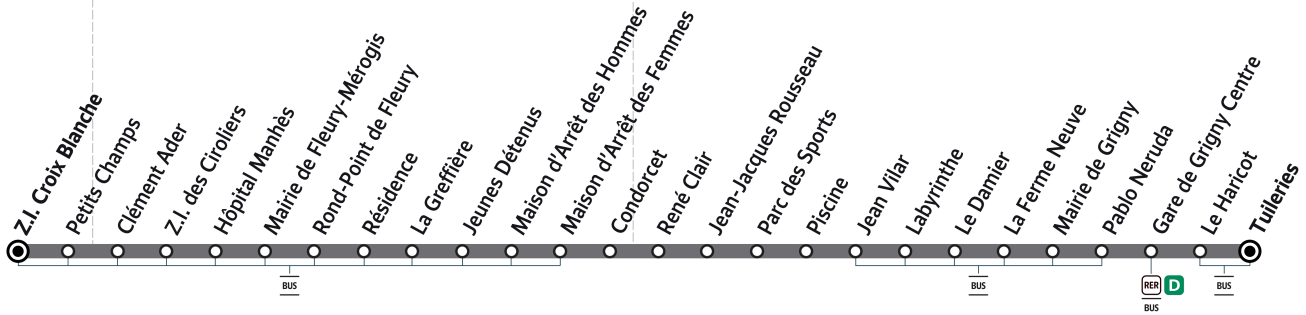 Z.I. Croix Blanche
Petits Champs
Clément Ader
Z.I. des Ciroliers
Hôpital Manhès
Mairie de Fleury-Mérogis
Rond-Point de Fleury
Résidence
La Greffière
Jeunes Détenus
Maison d'Arrêt des Hommes
Maison d'Arrêt des Femmes
Condorcet
René Clair
Jean-Jacques Rousseau
Parc des Sports
Piscine
Jean Vilar
Labyrinthe
Le Damier
La Ferme Neuve
Mairie de Grigny
Pablo Neruda
Gare de Grigny Centre
Le Haricot
Tuileries
BUS
BUS
RER D
BUS
BUS